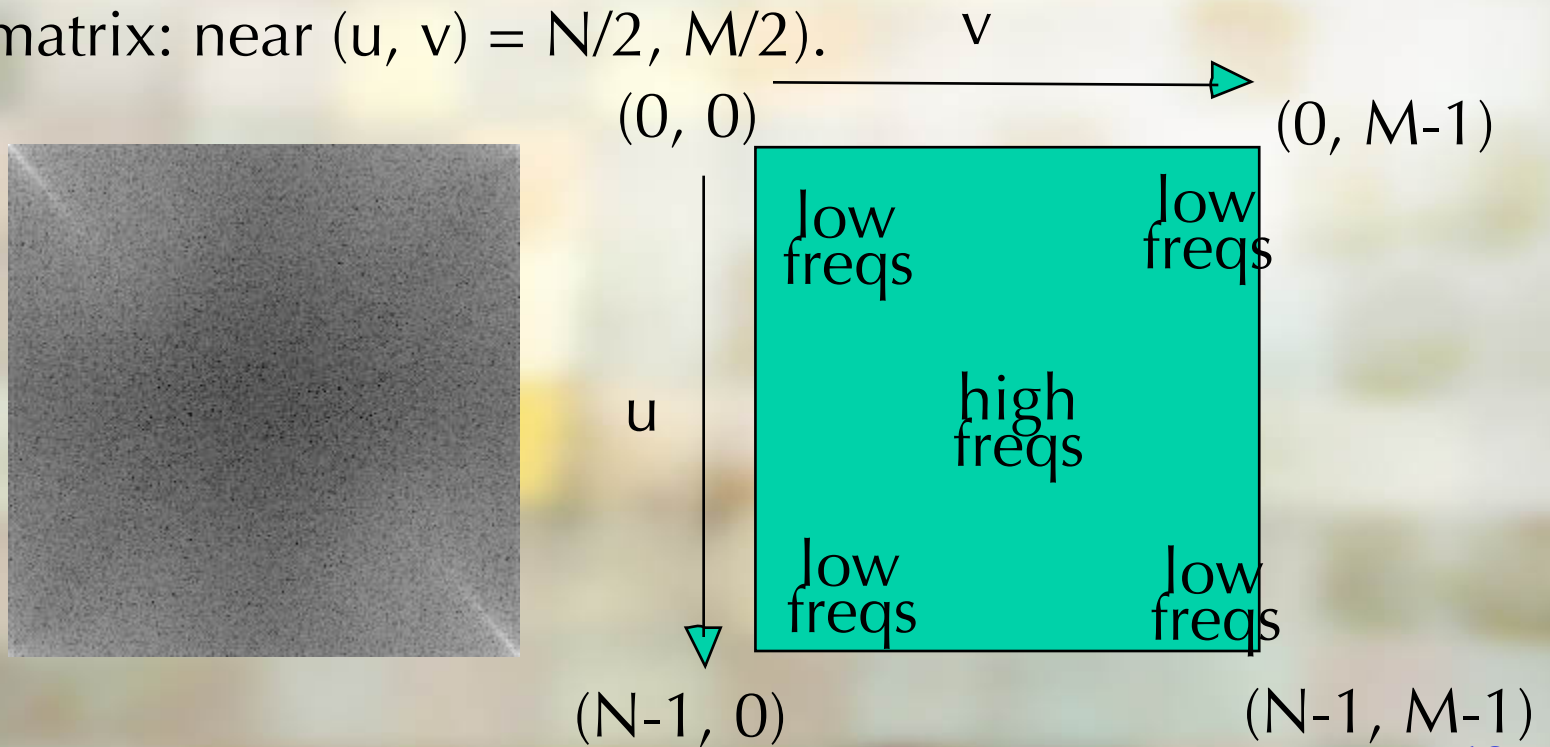 matrix: near (u, v) = N/2, M/2).
v
(0, 0)
(0, M-1)
low
freqs
low
freqs
u
high
freqs
low
freqs
low
freqs
(N-1, 0)
(N-1, M-1)